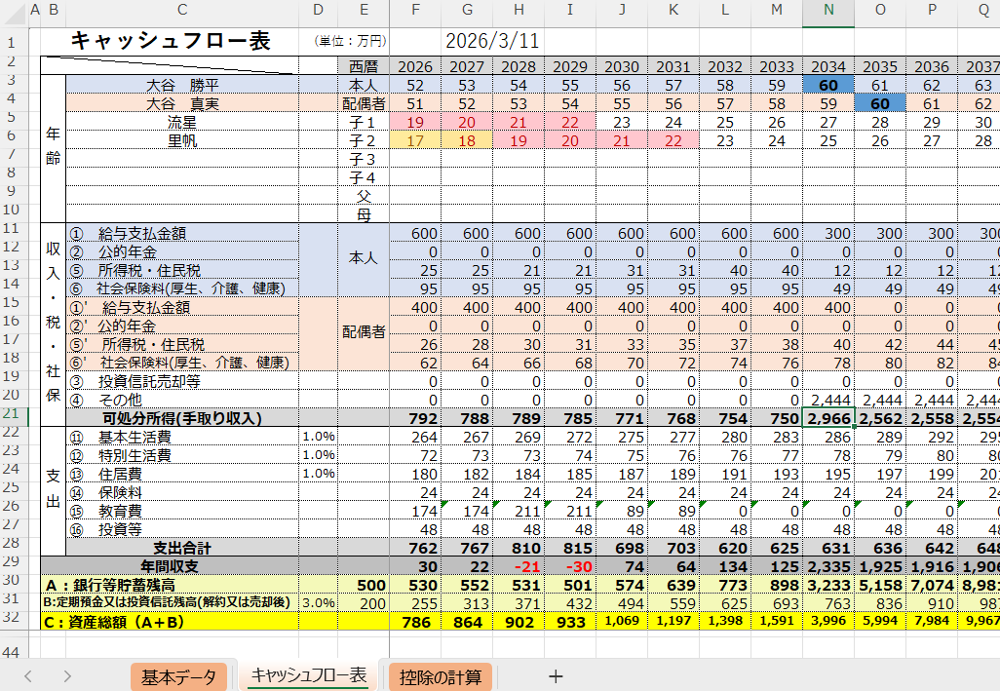 A B C D E F G H I J K L M N O P Q
1 キャッシュフロー表 （単位：万円） 2026/3/11
2 西暦 2026 2027 2028 2029 2030 2031 2032 2033 2034 2035 2036 2037
3 大谷　勝平 本人 52 53 54 55 56 57 58 59 60 61 62 63
4 大谷　真実 配偶者 51 52 53 54 55 56 57 58 59 60 61 62
5 流星 子１ 19 20 21 22 23 24 25 26 27 28 29 30
6 年齢 里帆 子２ 17 18 19 20 21 22 23 24 25 26 27 28
7 子３
8 子４
9 父
10 母
11 収入・税・社保 ① 給与支払金額 本人 600 600 600 600 600 600 600 600 300 300 300 300
12 ② 公的年金 0 0 0 0 0 0 0 0 0 0 0
13 ⑤ 所得税・住民税 25 25 21 21 31 31 40 40 12 12 12 12
14 ⑥ 社会保険料(厚生、介護、健康) 95 95 95 95 95 95 95 95 49 49 49 49
15 ①' 給与支払金額 配偶者 400 400 400 400 400 400 400 400 400 0 0 0
16 ②' 公的年金 0 0 0 0 0 0 0 0 0 0 0
17 ⑤' 所得税・住民税 26 28 30 31 33 35 37 38 40 42 44 45
18 ⑥' 社会保険料(厚生、介護、健康) 62 64 66 68 70 72 74 76 78 80 82 84
19 ③ 投資信託売却等 0 0 0 0 0 0 0 0 0 0 0
20 ④ その他 0 0 0 0 0 0 0 0 2,444 2,444 2,444 2,444
21 可処分所得(手取り収入) 792 788 789 785 771 768 754 750 2,966 2,562 2,558 2,554
22 支出 ⑪ 基本生活費 1.0% 264 267 269 272 275 277 280 283 286 289 292 295
23 ⑫ 特別生活費 1.0% 72 73 73 74 75 76 76 77 78 79 80 80
24 ⑬ 住居費 1.0% 180 182 184 185 187 189 191 193 195 197 199 201
25 ⑭ 保険料 24 24 24 24 24 24 24 24 24 24 24 24
26 ⑮ 教育費 174 174 211 211 89 89 0 0 0 0 0
27 ⑯ 投資等 48 48 48 48 48 48 48 48 48 48 48 48
28 支出合計 762 767 810 815 698 703 620 625 631 636 642 648
29 年間収支 30 22 -21 -30 74 64 134 125 2,335 1,925 1,916 1,906
30 A：銀行等貯蓄残高 500 530 552 531 501 574 639 773 898 3,233 5,158 7,074 8,981
31 B:定期預金又は投資信託残高(解約又は売却後) 3.0% 200 255 313 371 432 494 559 625 693 763 836 910 987
32 C：資産総額（A＋B） 786 864 902 933 1,069 1,197 1,398 1,591 3,996 5,994 7,984 9,967
44
基本データ キャッシュフロー表 控除の計算